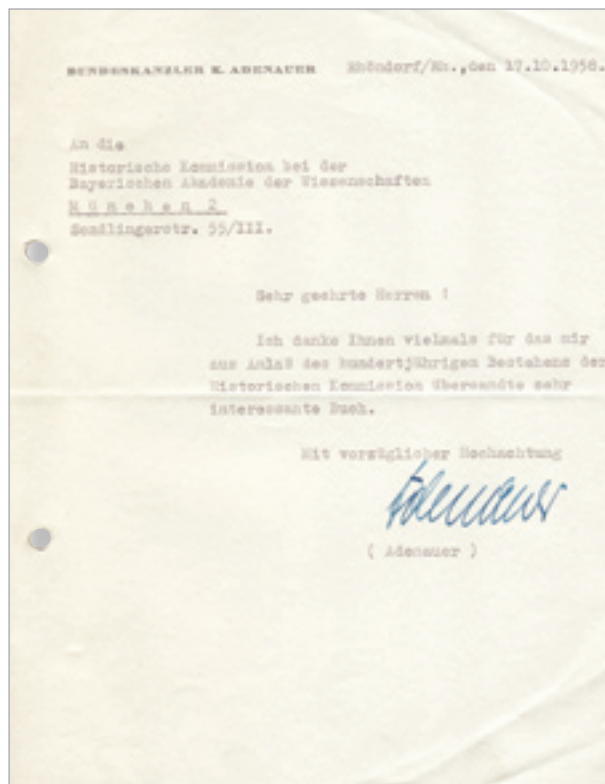 BUNDESKANZLER K. ADENAUER Rhöndorf/Rh.,den 17.10.1958.
An die
Historische Kommission bei der
Bayerischen Akademie der Wissenschaften
M ü n c h e n 2
Sendlingerstr. 55/III.
Sehr geehrte Herren !
Ich danke Ihnen vielmals für das mir
aus Anlaß des hundertjährigen Bestehens der
Historischen Kommission übersandte sehr
interessante Buch.
Mit vorzüglicher Hochachtung
Adenauer
( Adenauer )